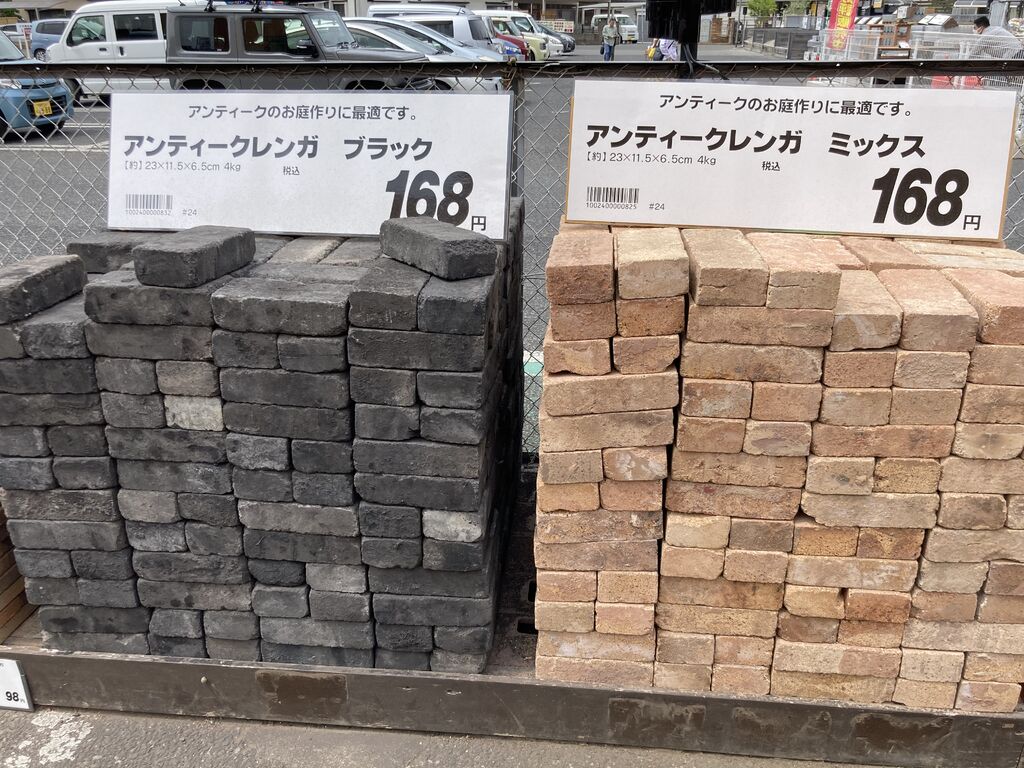 アンティークのお庭作りに最適です。
アンティークレンガ ブラック
【約】23×11.5×6.5cm 4kg
税込
168円
1002400000832 #24
アンティークのお庭作りに最適です。
アンティークレンガ ミックス
【約】23×11.5×6.5cm 4kg
税込
168円
1002400000825 #24
98円